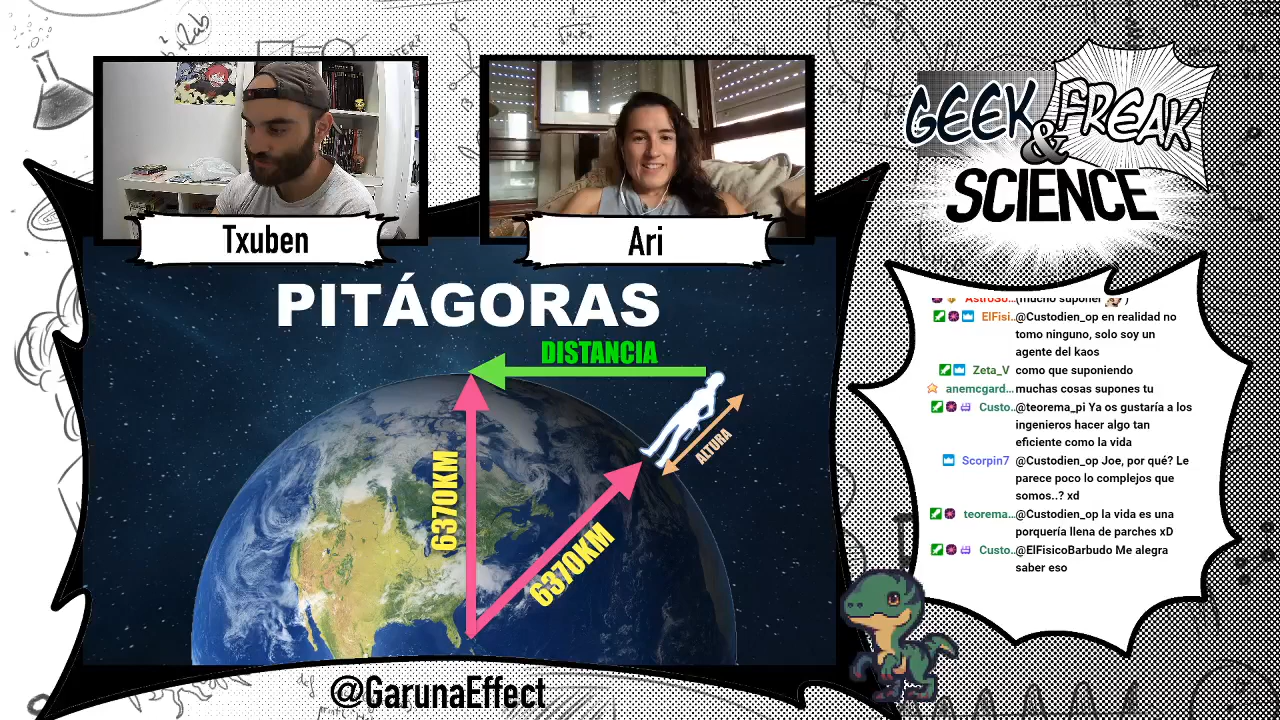 Txuben
Ari
GEEK
&
FREAK
SCIENCE
PITÁGORAS
DISTANCIA
ALTURA
6370KM
6370KM
AstroSo... (mucho suponer )
ElFisi... @Custodien_op en realidad no
tomo ninguno, solo soy un
agente del kaos
Zeta_V como que suponiendo
anemcgard... muchas cosas supones tu
Custo... @teorema_pi Ya os gustaría a los
ingenieros hacer algo tan
eficiente como la vida
Scorpin7 @Custodien_op Joe, por qué? Le
parece poco lo complejos que
somos..? xd
teorema... @Custodien_op la vida es una
porquería llena de parches xD
Custo... @ElFisicoBarbudo Me alegra
saber eso
@GarunaEffect